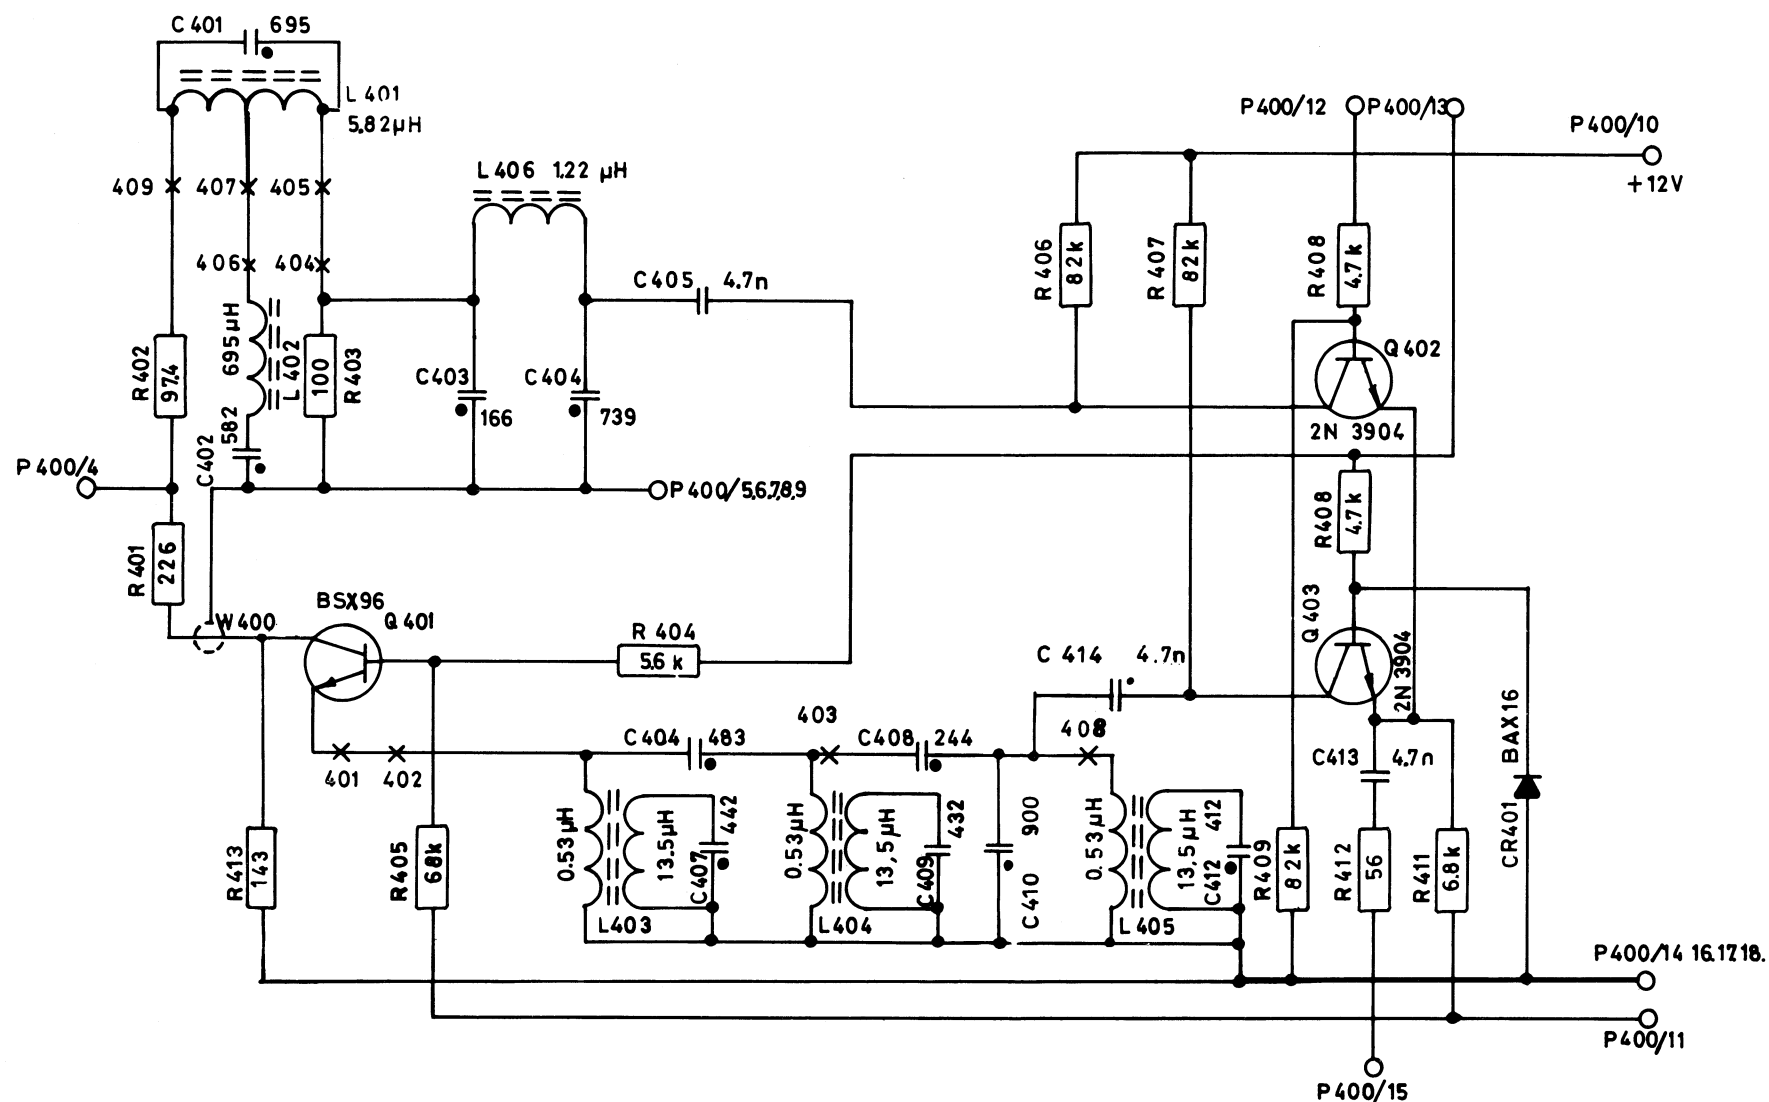 C 401 695
L 401
5.82µH
P400/12 P400/13
P400/10
+12V
409 407 405
L 406 1.22 µH
406 404
R 406
82k
R 407
82k
R 408
4.7k
C405 4.7n
695µH
L 402
R 402
97.4
100
R 403
C403
166
C404
739
Q 402
2N 3904
582
C402
P 400/4
P 400/5,6,7,8,9
R408
4.7k
R 401
226
W400
BSX96
Q 401
R 404
5.6 k
Q 403
2N 3904
C 414 4.7n
403
408
401 402
C404 483
C408 244
C413 4.7n
BAX16
CR401
0.53µH
13.5µH
442
C407
L403
0.53µH
13,5µH
432
C409
L404
900
C410
0.53µH
13,5µH
412
C412
L405
R 413
143
R405
68k
R409
82k
R 412
56
R411
6.8k
P400/14 16.17.18.
P400/11
P400/15